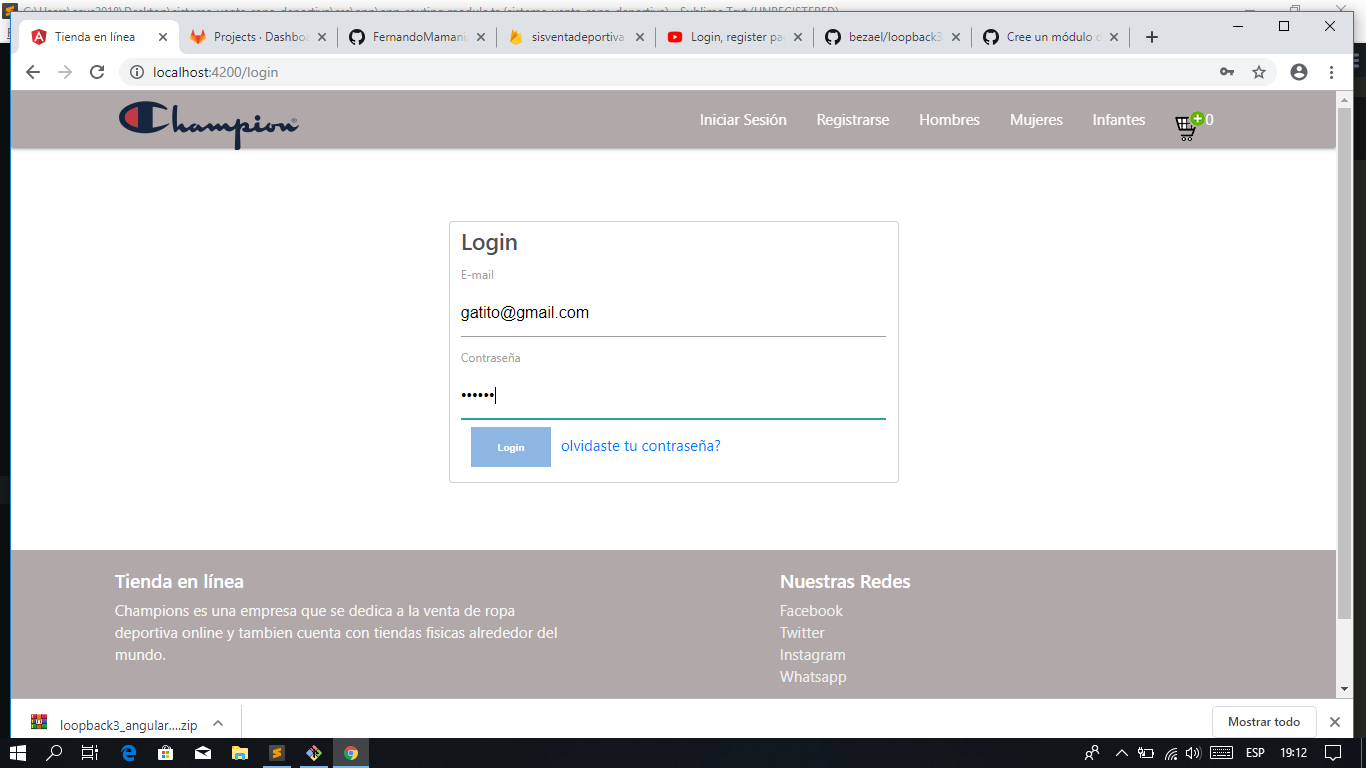 Tienda en línea
Projects · Dashboa
FernandoMamani
sisventadeportiva
Login, register pa
bezael/loopback3
Cree un módulo
localhost:4200/login
Champion®
Iniciar Sesión
Registrarse
Hombres
Mujeres
Infantes
0
Login
E-mail
gatito@gmail.com
Contraseña
••••••
Login
olvidaste tu contraseña?
Tienda en línea
Champions es una empresa que se dedica a la venta de ropa
deportiva online y tambien cuenta con tiendas fisicas alrededor del
mundo.
Nuestras Redes
Facebook
Twitter
Instagram
Whatsapp
loopback3_angular....zip
Mostrar todo
ESP
19:12